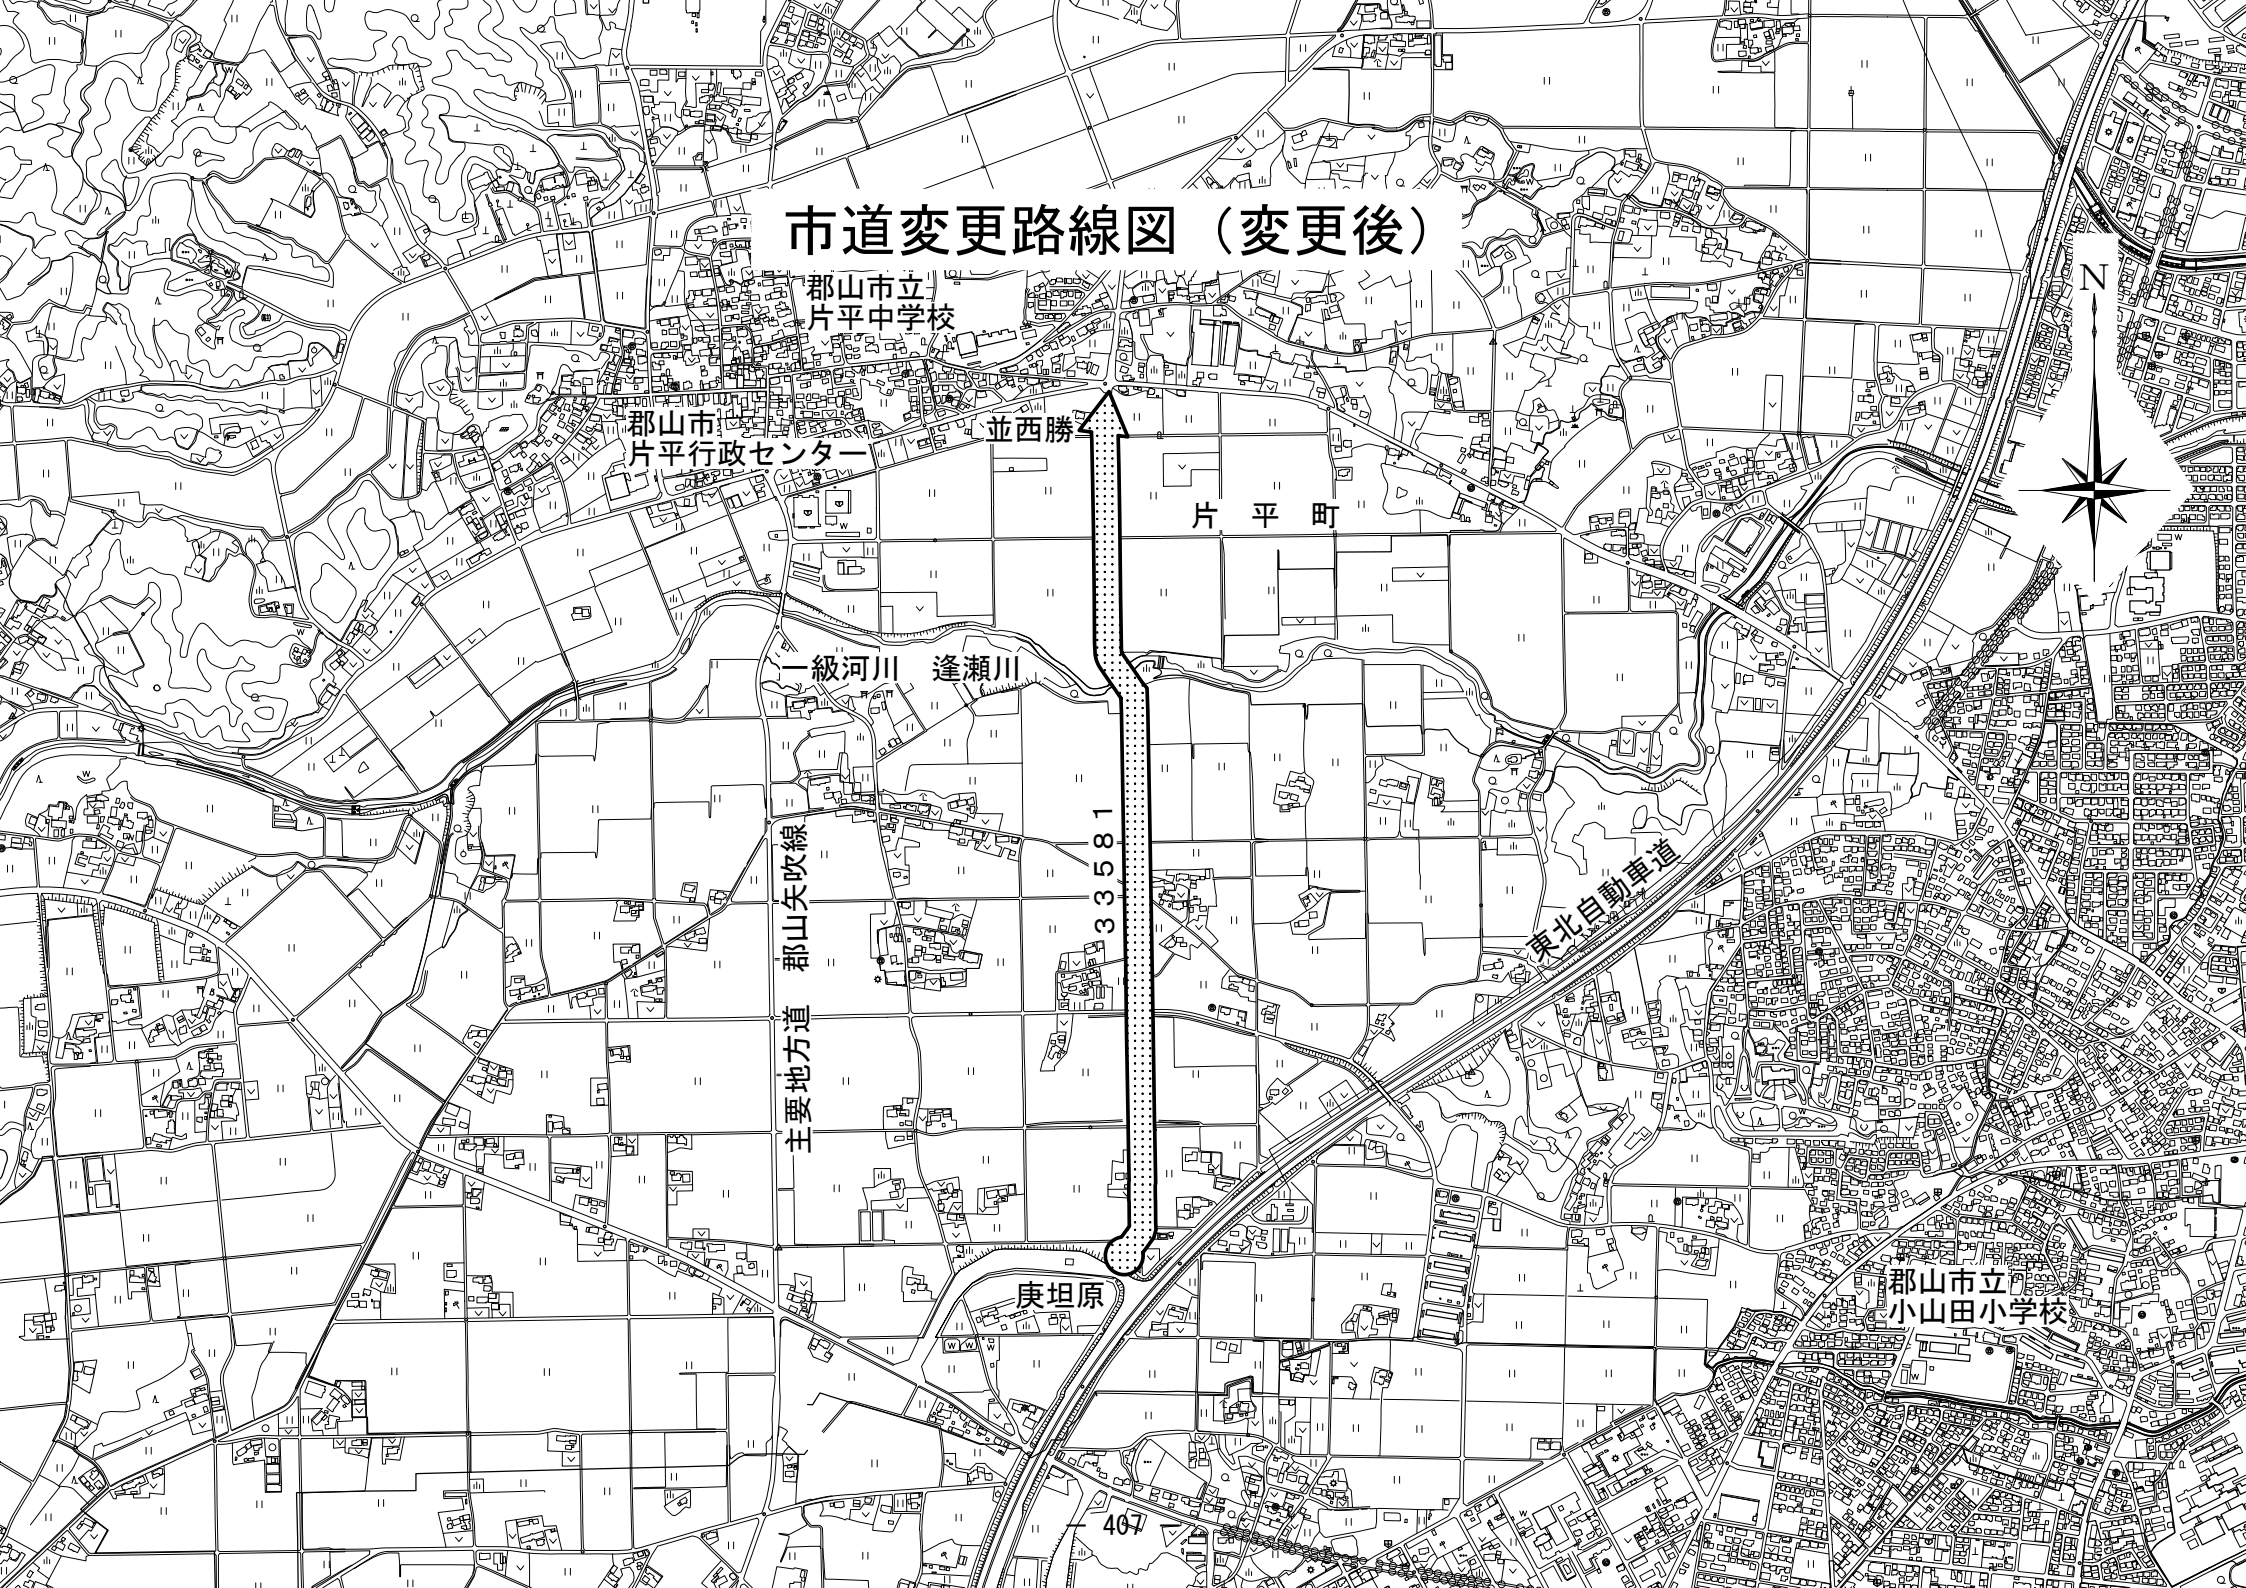 市道変更路線図（変更後）
N
郡山市立
片平中学校
郡山市
片平行政センター
並西勝
片　平　町
一級河川　逢瀬川
333581
主要地方道　郡山矢吹線
東北自動車道
庚坦原
郡山市立
小山田小学校
－ 407 －